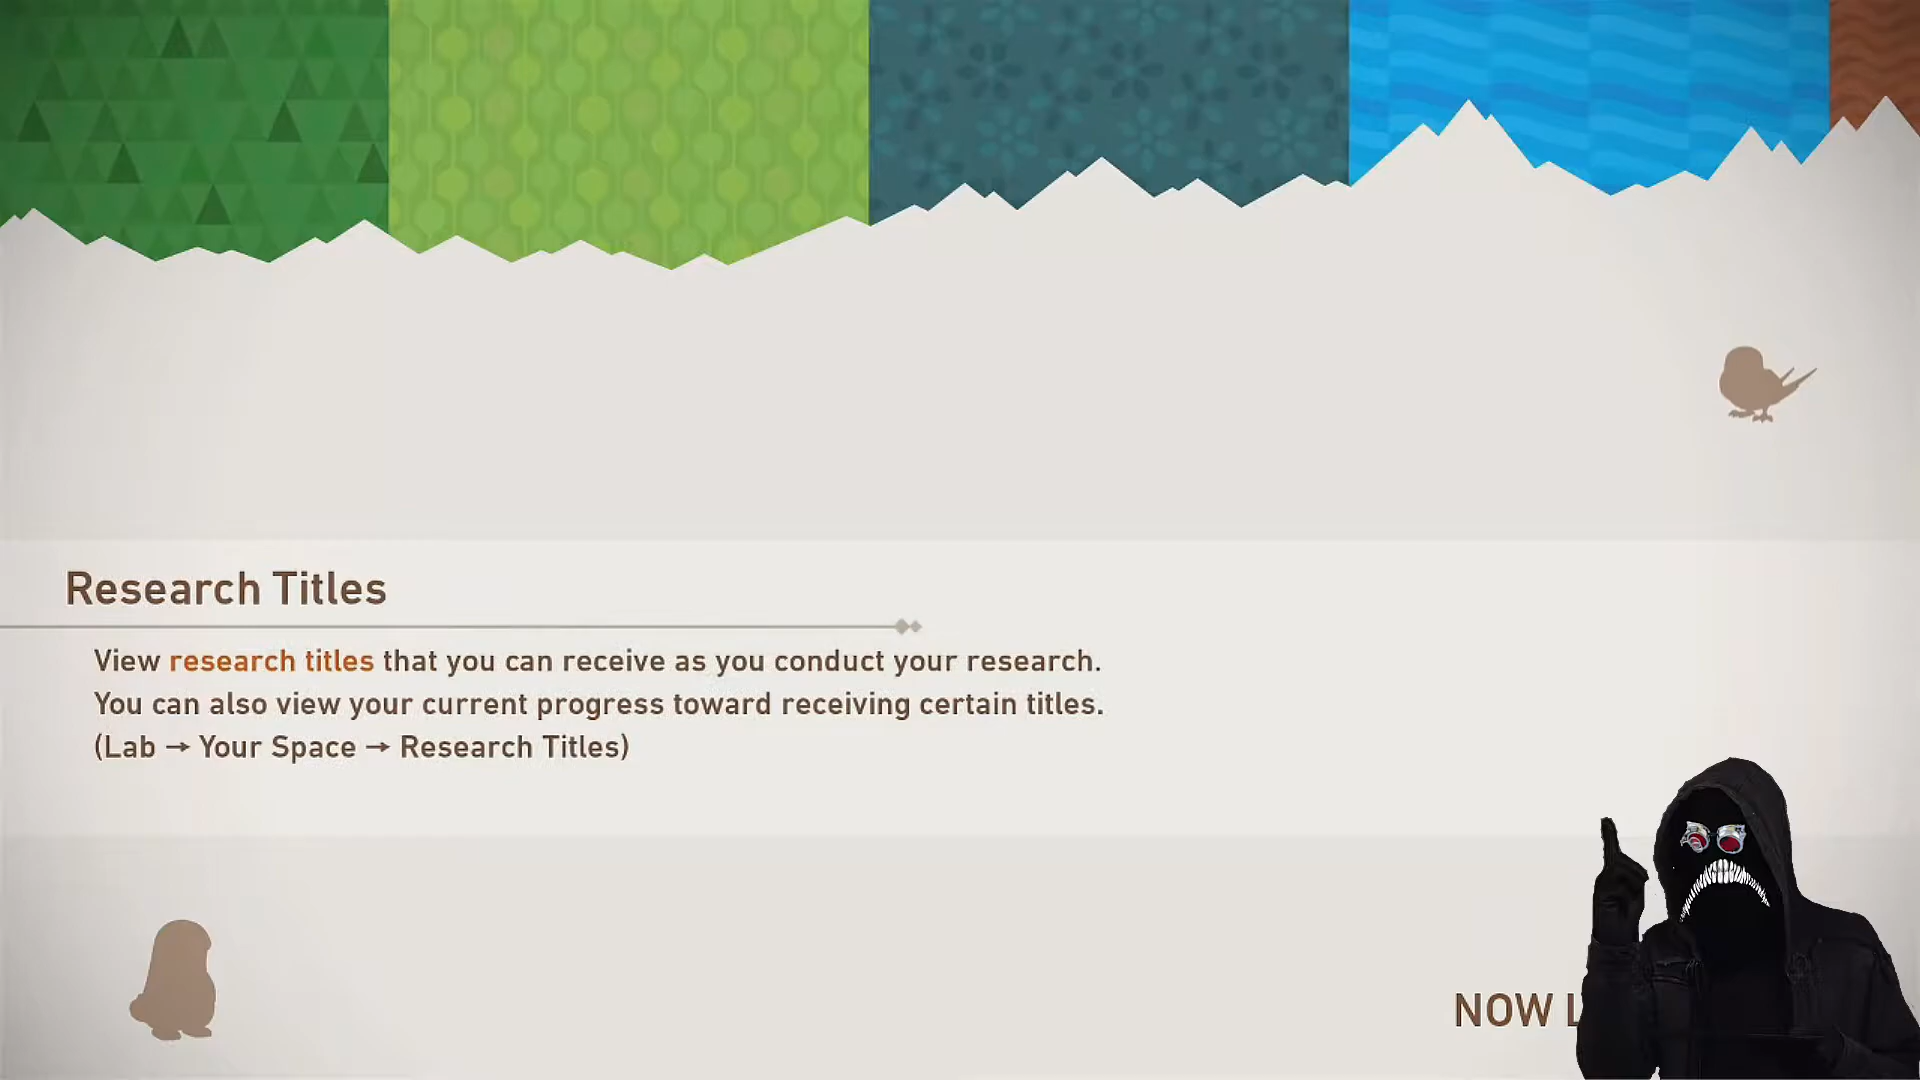 Research Titles
View research titles that you can receive as you conduct your research.
You can also view your current progress toward receiving certain titles.
(Lab → Your Space → Research Titles)
NOW